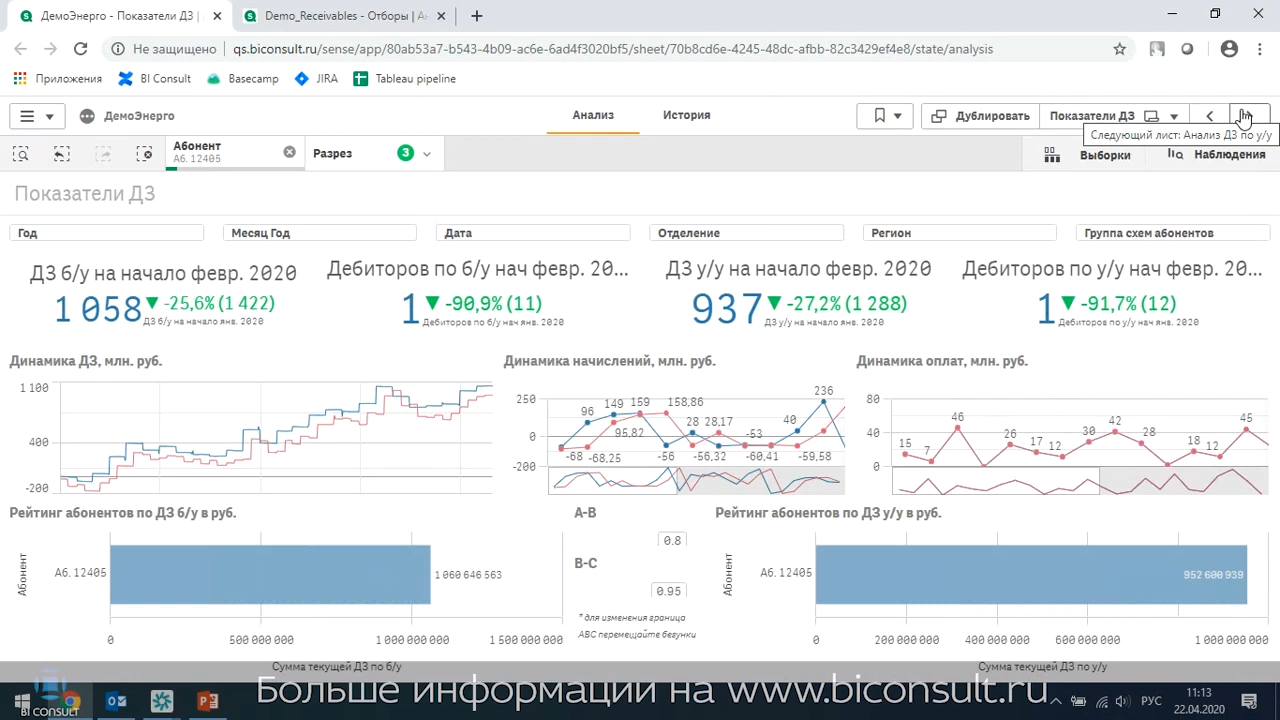 ДемоЭнерго - Показатели ДЗ |
Demo_Receivables - Отборы | Ан
Не защищено
qs.biconsult.ru/sense/app/80ab53a7-b543-4b09-ac6e-6ad4f3020bf5/sheet/70b8cd6e-4245-48dc-afbb-82c3429ef4e8/state/analysis
Приложения
BI Consult
Basecamp
JIRA
Tableau pipeline
ДемоЭнерго
Анализ
История
Дублировать
Показатели ДЗ
Следующий лист: Анализ ДЗ по у/у
Абонент
Аб. 12405
Разрез
3
Выборки
Наблюдения
Показатели ДЗ
Год
Месяц Год
Дата
Отделение
Регион
Группа схем абонентов
ДЗ б/у на начало февр. 2020
1 058 -25,6% (1 422)
ДЗ б/у на начало янв. 2020
Дебиторов по б/у нач февр. 20...
1 -90,9% (11)
Дебиторов по б/у нач янв. 2020
ДЗ у/у на начало февр. 2020
937 -27,2% (1 288)
ДЗ у/у на начало янв. 2020
Дебиторов по у/у нач февр. 20...
1 -91,7% (12)
Дебиторов по у/у нач янв. 2020
Динамика ДЗ, млн. руб.
1 100
400
-200
Динамика начислений, млн. руб.
250
0
-200
96 149 159 158,86 28 28,17 -53 40 236
-68 -68,25 95,82 -56 -56,32 -60,41 -59,58
Динамика оплат, млн. руб.
80
40
0
15 7 46 26 17 12 30 42 28 18 12 45
Рейтинг абонентов по ДЗ б/у в руб.
Абонент
Аб. 12405
1 060 646 563
0 500 000 000 1 000 000 000 1 500 000 000
Сумма текущей ДЗ по б/у
A-B
0.8
B-C
0.95
* для изменения граница
ABC перемещайте бегунки
Рейтинг абонентов по ДЗ у/у в руб.
Абонент
Аб. 12405
952 600 939
0 200 000 000 400 000 000 600 000 000 1 000 000 000
Сумма текущей ДЗ по у/у
BI CONSULT
Больше информации на www.biconsult.ru
РУС
11:13
22.04.2020